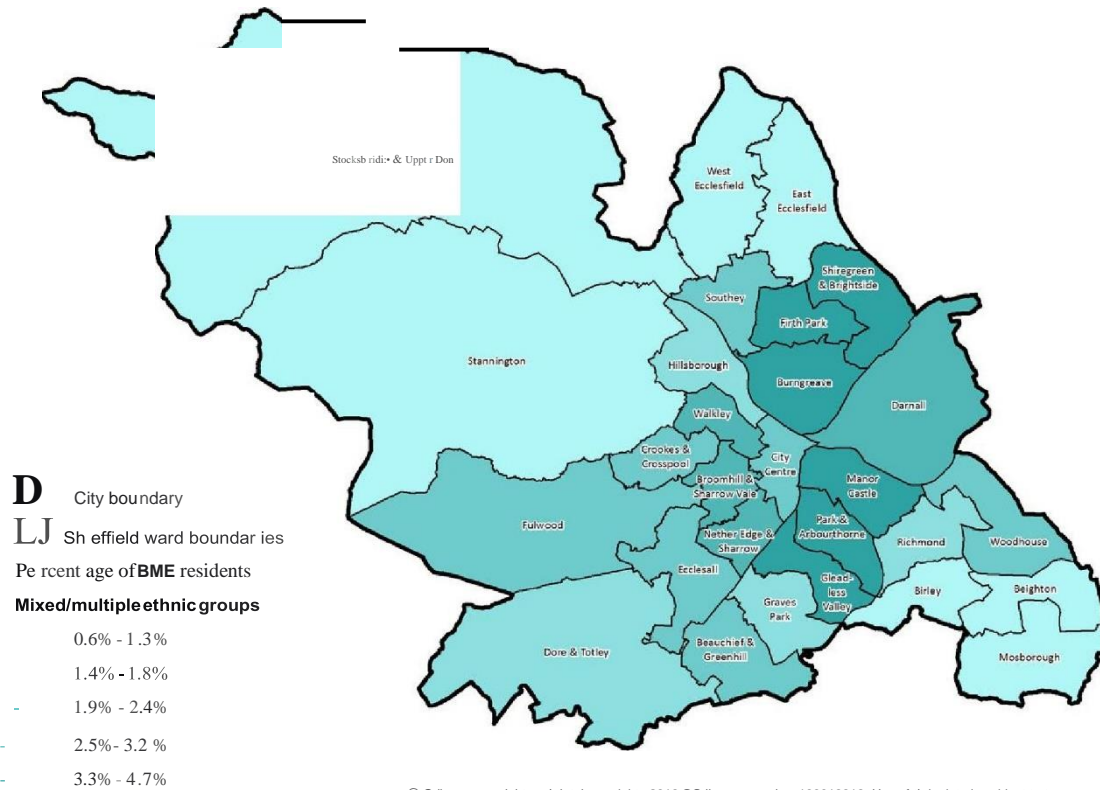 Stocksb ridi:• & Uppt r Don
West
Ecclesfield
East
Ecclesfield
Shiregreen
& Brightside
Southey
Firth Park
Stannington
Hillsborough
Burngreave
Darnall
Walkley
Crookes &
Crosspool
City
Centre
Broomhill &
Sharrow Vale
Manor
Castle
Fulwood
Park &
Arbourthorne
Nether Edge &
Sharrow
Richmond
Woodhouse
Ecclesall
Glead-
less
Valley
Birley
Beighton
Graves
Park
Dore & Totley
Beauchief &
Greenhill
Mosborough
D City boundary
LJ Sh effield ward boundar ies
Pe rcent age of BME residents
Mixed/multiple ethnic groups
0.6% - 1.3%
1.4% - 1.8%
- 1.9% - 2.4%
- 2.5% - 3.2 %
- 3.3% - 4.7%